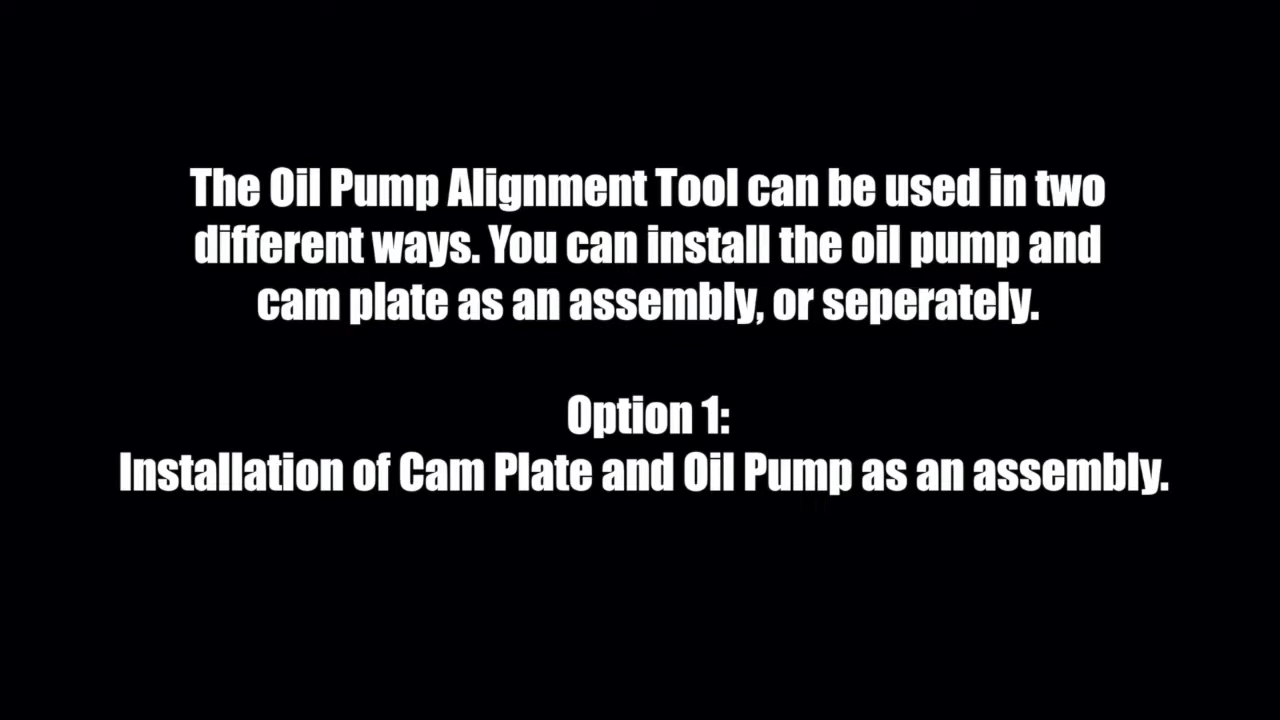 The Oil Pump Alignment Tool can be used in two
different ways. You can install the oil pump and
cam plate as an assembly, or seperately.
Option 1:
Installation of Cam Plate and Oil Pump as an assembly.